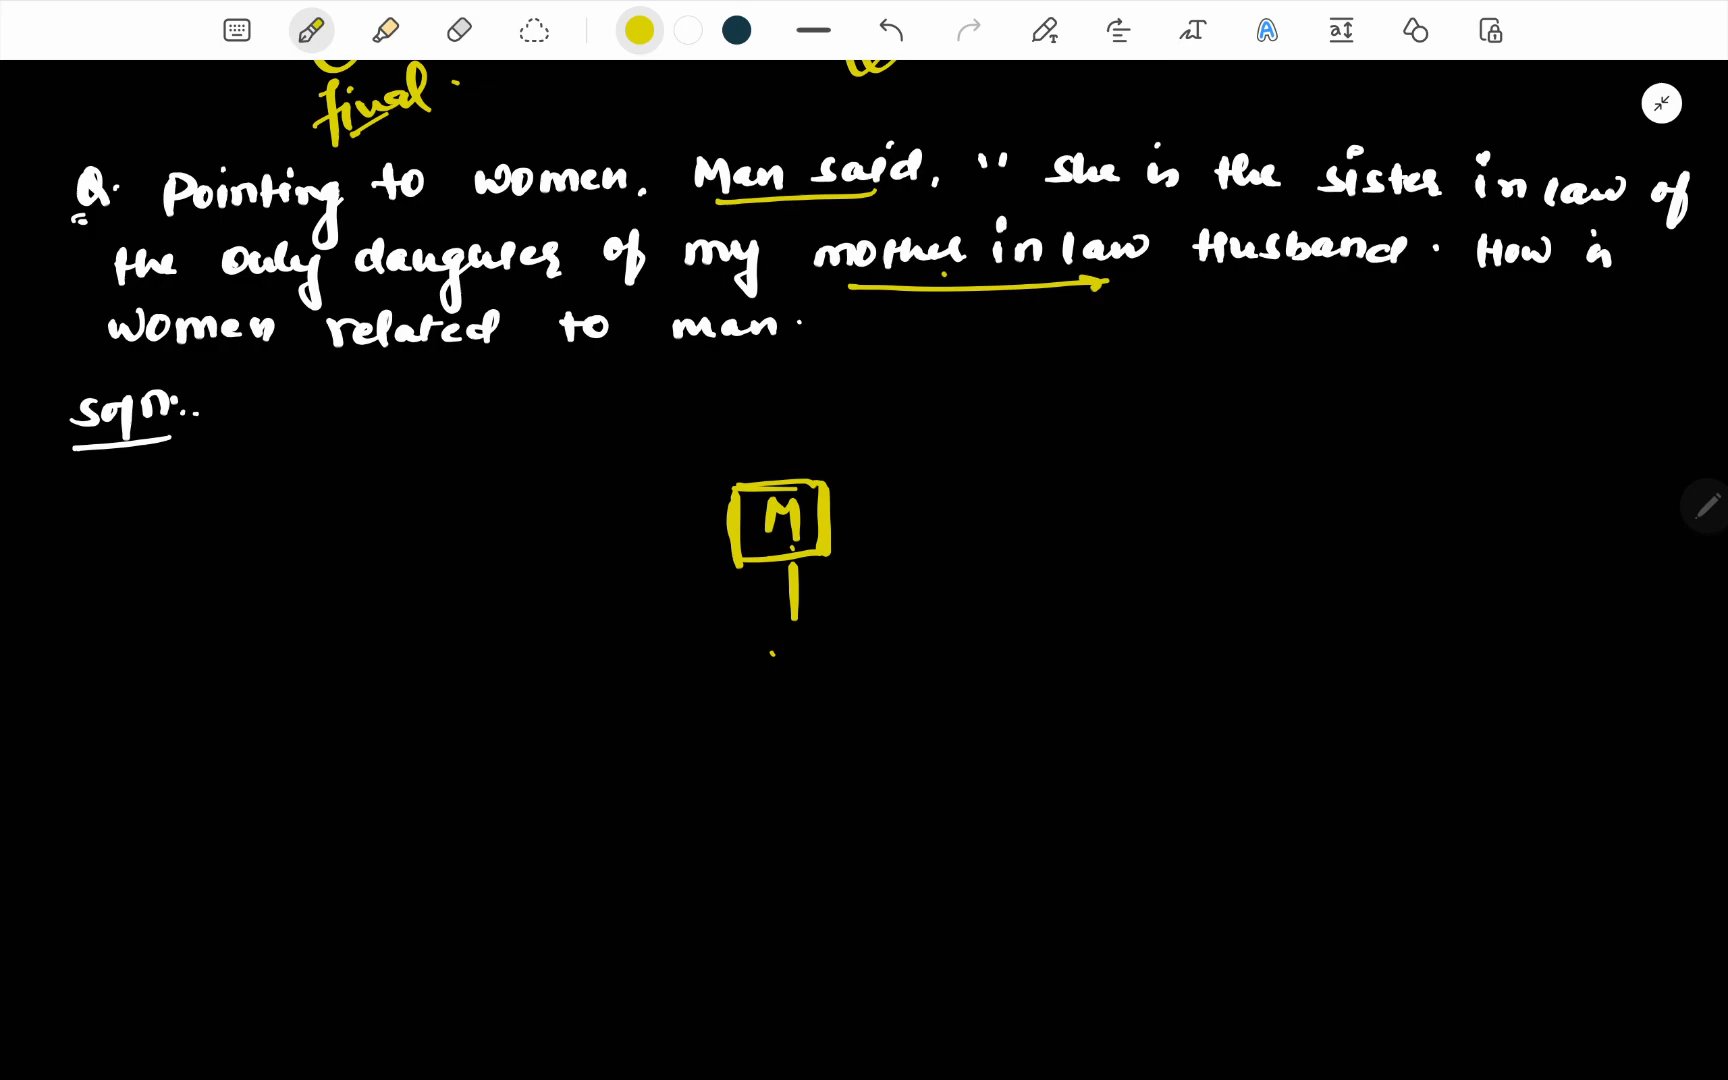 final.
Q. Pointing to women. Man said, " She is the sister in law of
the only daugules of my mother in law Husband. How is
women related to man.
Soln..
M